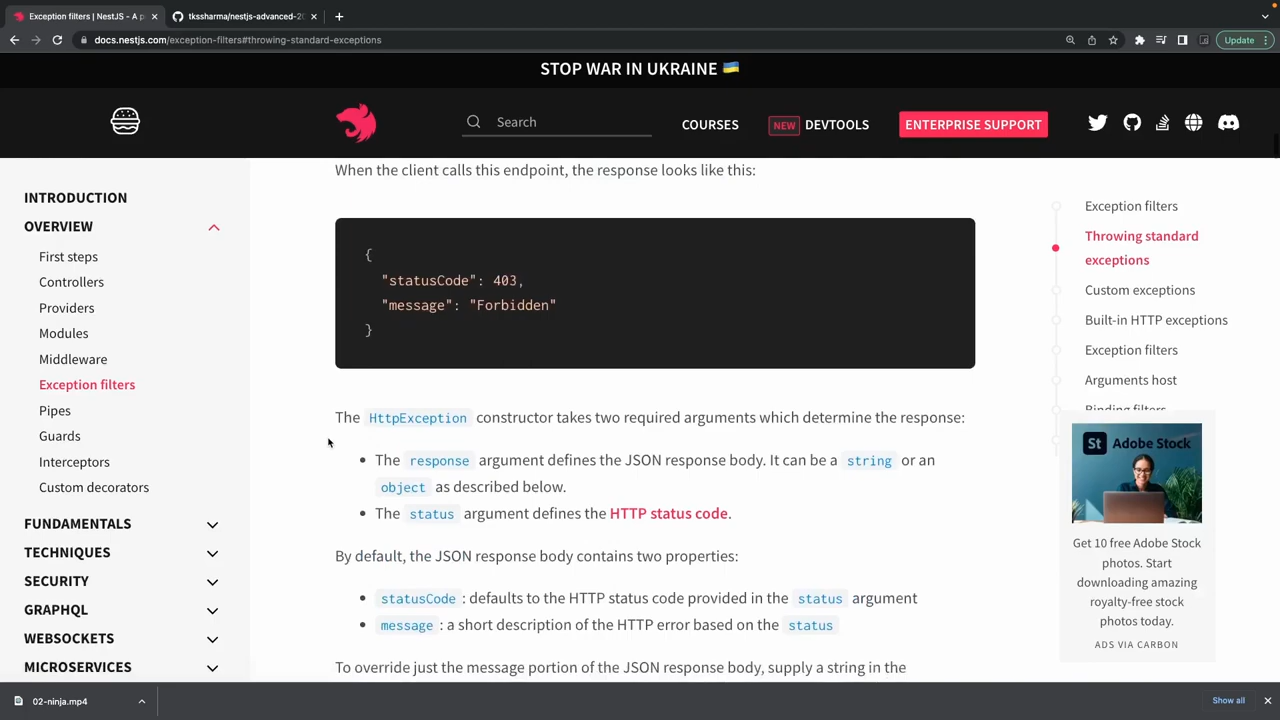 Exception filters | NestJS - A p
tkssharma/nestjs-advanced-20
docs.nestjs.com/exception-filters#throwing-standard-exceptions
Update
STOP WAR IN UKRAINE 🇺🇦
Search
COURSES
NEW
DEVTOOLS
ENTERPRISE SUPPORT
INTRODUCTION
OVERVIEW
First steps
Controllers
Providers
Modules
Middleware
Exception filters
Pipes
Guards
Interceptors
Custom decorators
FUNDAMENTALS
TECHNIQUES
SECURITY
GRAPHQL
WEBSOCKETS
MICROSERVICES
When the client calls this endpoint, the response looks like this:
{
"statusCode": 403,
"message": "Forbidden"
}
The HttpException constructor takes two required arguments which determine the response:
• The response argument defines the JSON response body. It can be a string or an
object as described below.
• The status argument defines the HTTP status code.
By default, the JSON response body contains two properties:
• statusCode : defaults to the HTTP status code provided in the status argument
• message : a short description of the HTTP error based on the status
To override just the message portion of the JSON response body, supply a string in the
Exception filters
Throwing standard
exceptions
Custom exceptions
Built-in HTTP exceptions
Exception filters
Arguments host
Binding filters
St Adobe Stock
Get 10 free Adobe Stock
photos. Start
downloading amazing
royalty-free stock
photos today.
ADS VIA CARBON
02-ninja.mp4
Show all